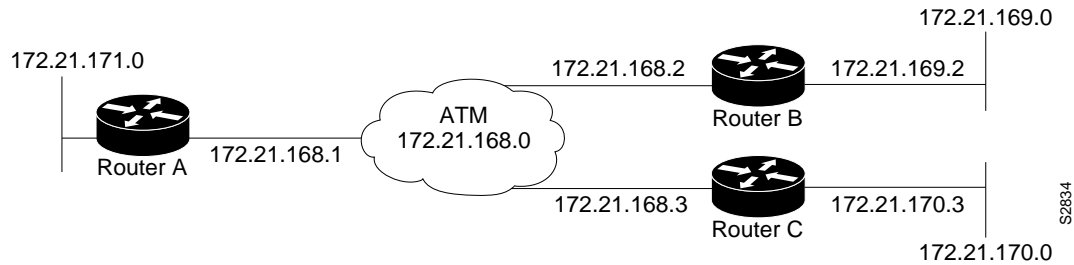 172.21.169.0
172.21.171.0
172.21.168.2
172.21.169.2
ATM
172.21.168.0
Router B
Router A
172.21.168.1
172.21.168.3
172.21.170.3
Router C
172.21.170.0
S2834